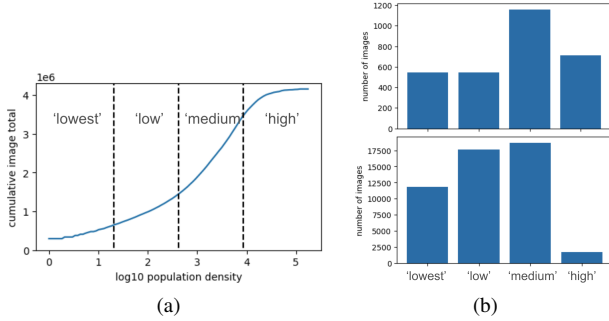 1e6
4
3
2
1
0
'lowest' 'low' 'medium' 'high'
cumulative image total
0 1 2 3 4 5
log10 population density
(a)
1200
1000
800
600
400
200
0
number of images
17500
15000
12500
10000
7500
5000
2500
0
number of images
'lowest' 'low' 'medium' 'high'
(b)